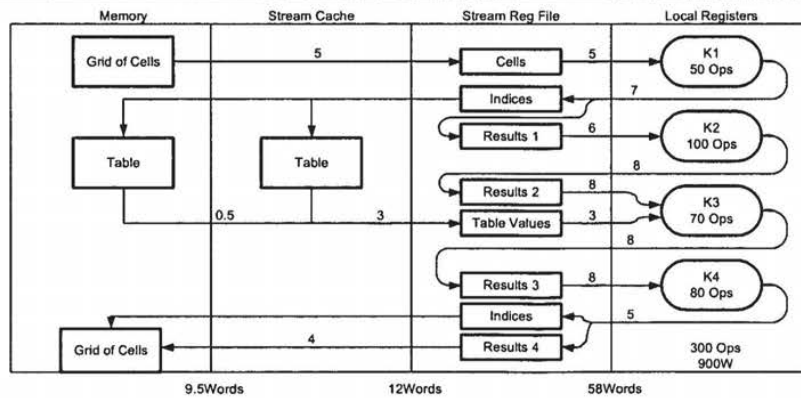 Memory Stream Cache Stream Reg File Local Registers
Grid of Cells 5 Cells 5 K1
50 Ops
Indices 7
Results 1 6 K2
100 Ops
Table Table
8
Results 2 8 K3
70 Ops
0.5 3 Table Values 3
8
Results 3 8 K4
80 Ops
Indices 5
Grid of Cells 4 Results 4 300 Ops
900W
9.5Words 12Words 58Words